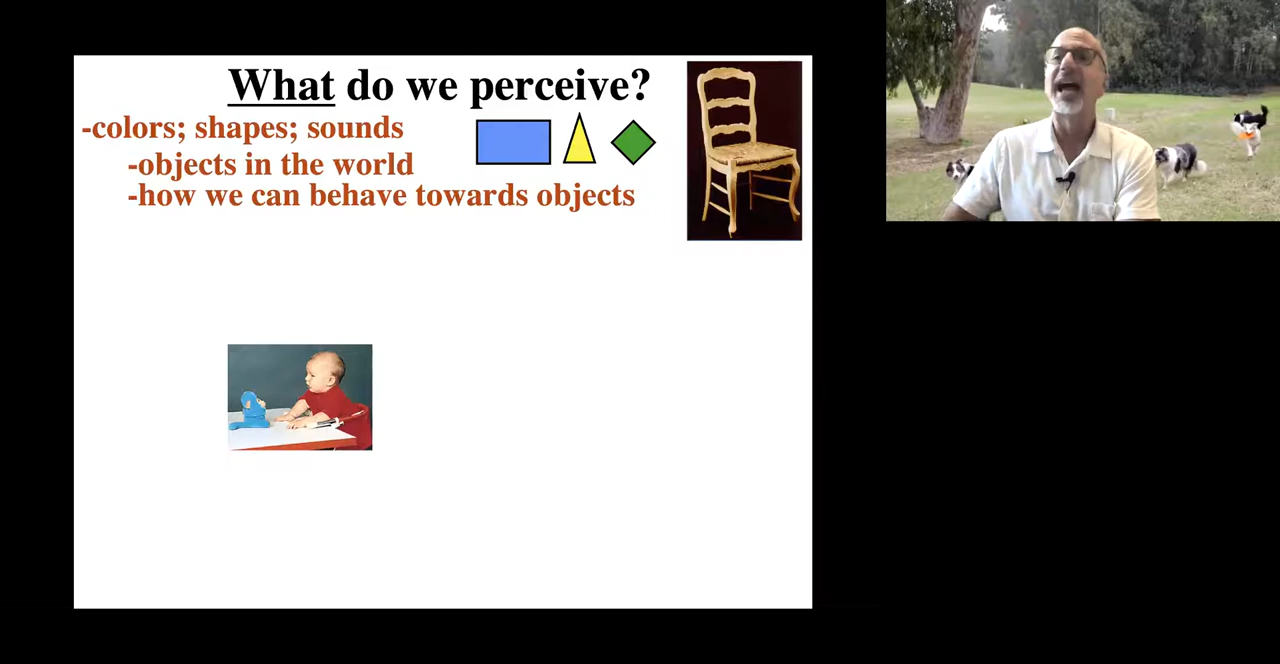 What do we perceive?
-colors; shapes; sounds
-objects in the world
-how we can behave towards objects